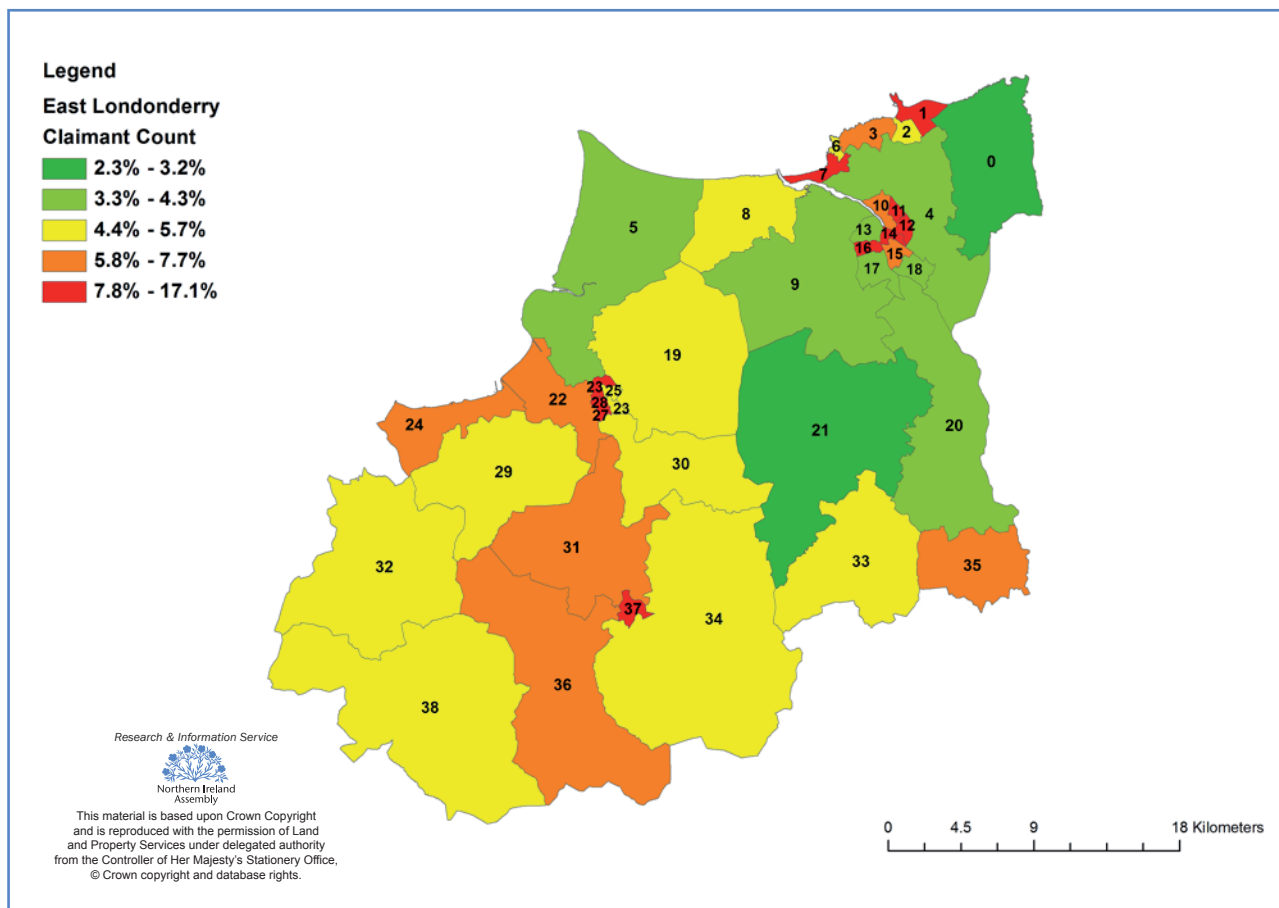 Legend
East Londonderry
Claimant Count
2.3% - 3.2%
3.3% - 4.3%
4.4% - 5.7%
5.8% - 7.7%
7.8% - 17.1%
1
2
3
0
6
7
10
11
4
5
8
12
13
14
16
15
17
18
9
19
23
25
28
23
27
22
24
21
20
29
30
31
32
33
35
37
34
36
38
Research & Information Service
Northern Ireland
Assembly
This material is based upon Crown Copyright
and is reproduced with the permission of Land
and Property Services under delegated authority
from the Controller of Her Majesty's Stationery Office,
© Crown copyright and database rights.
0 4.5 9 18 Kilometers